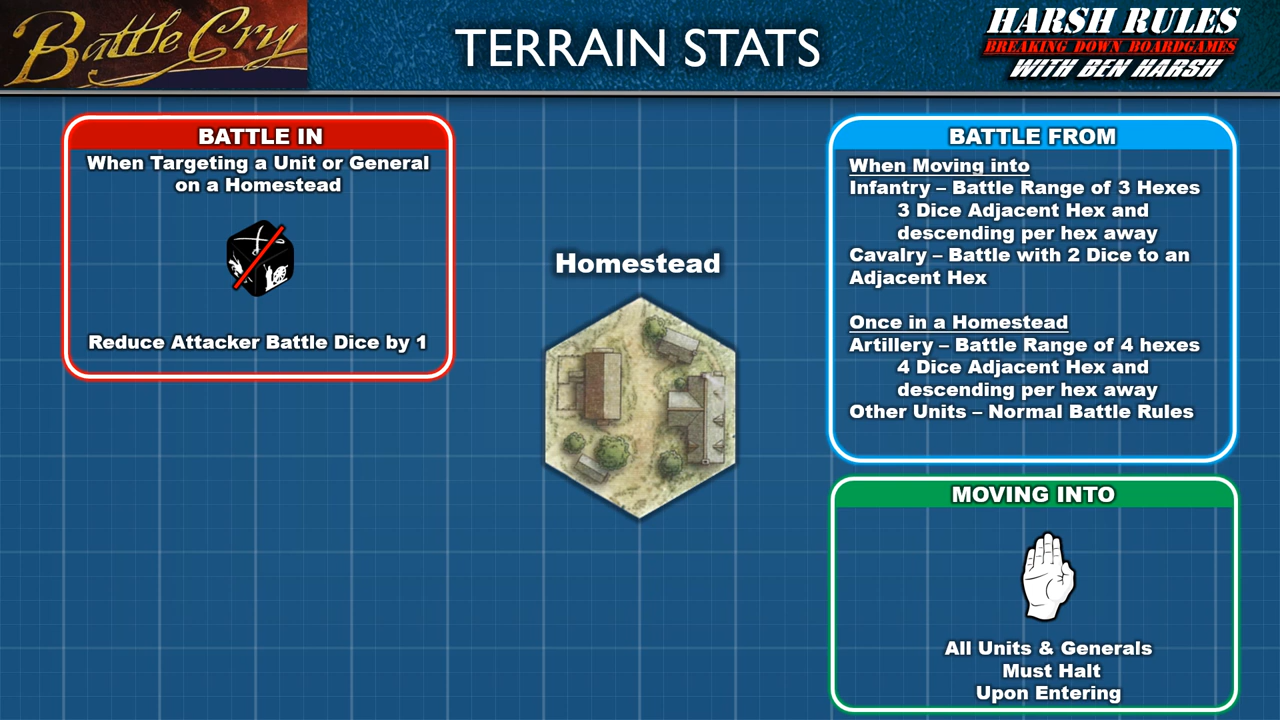 Battle Cry
TERRAIN STATS
HARSH RULES
BREAKING DOWN BOARDGAMES
WITH BEN HARSH
BATTLE IN
When Targeting a Unit or General
on a Homestead
Reduce Attacker Battle Dice by 1
Homestead
BATTLE FROM
When Moving into
Infantry – Battle Range of 3 Hexes
3 Dice Adjacent Hex and
descending per hex away
Cavalry – Battle with 2 Dice to an
Adjacent Hex
Once in a Homestead
Artillery – Battle Range of 4 hexes
4 Dice Adjacent Hex and
descending per hex away
Other Units – Normal Battle Rules
MOVING INTO
All Units & Generals
Must Halt
Upon Entering